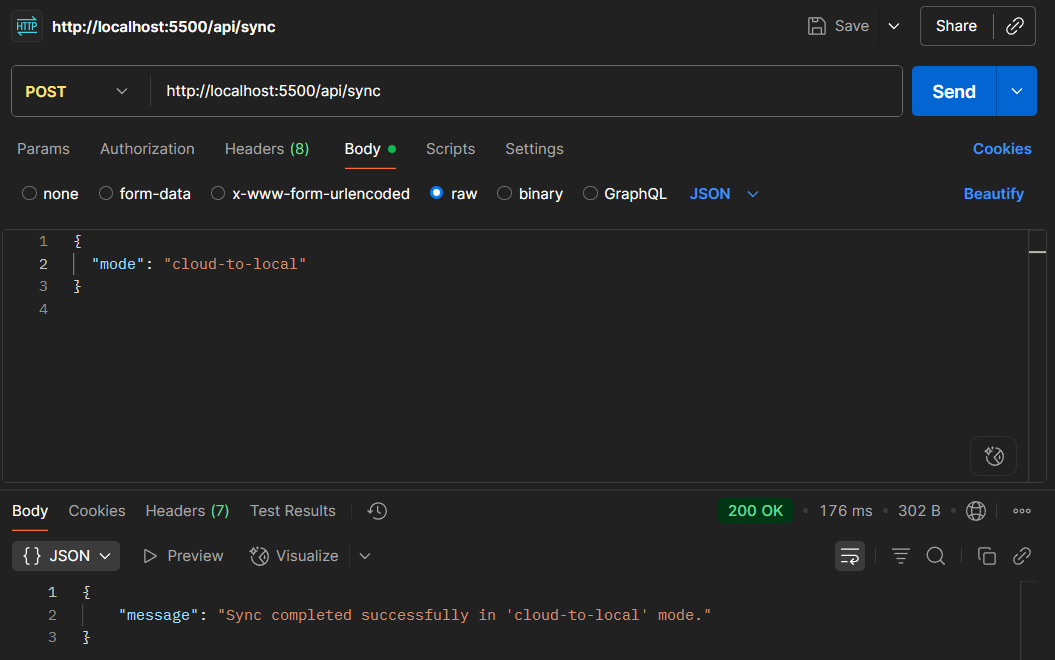 HTTP http://localhost:5500/api/sync Save Share
POST http://localhost:5500/api/sync Send
Params Authorization Headers (8) Body Scripts Settings Cookies
none form-data x-www-form-urlencoded raw binary GraphQL JSON Beautify
1 {
2 "mode": "cloud-to-local"
3 }
4
Body Cookies Headers (7) Test Results 200 OK 176 ms 302 B
{} JSON Preview Visualize
1 {
2 "message": "Sync completed successfully in 'cloud-to-local' mode."
3 }